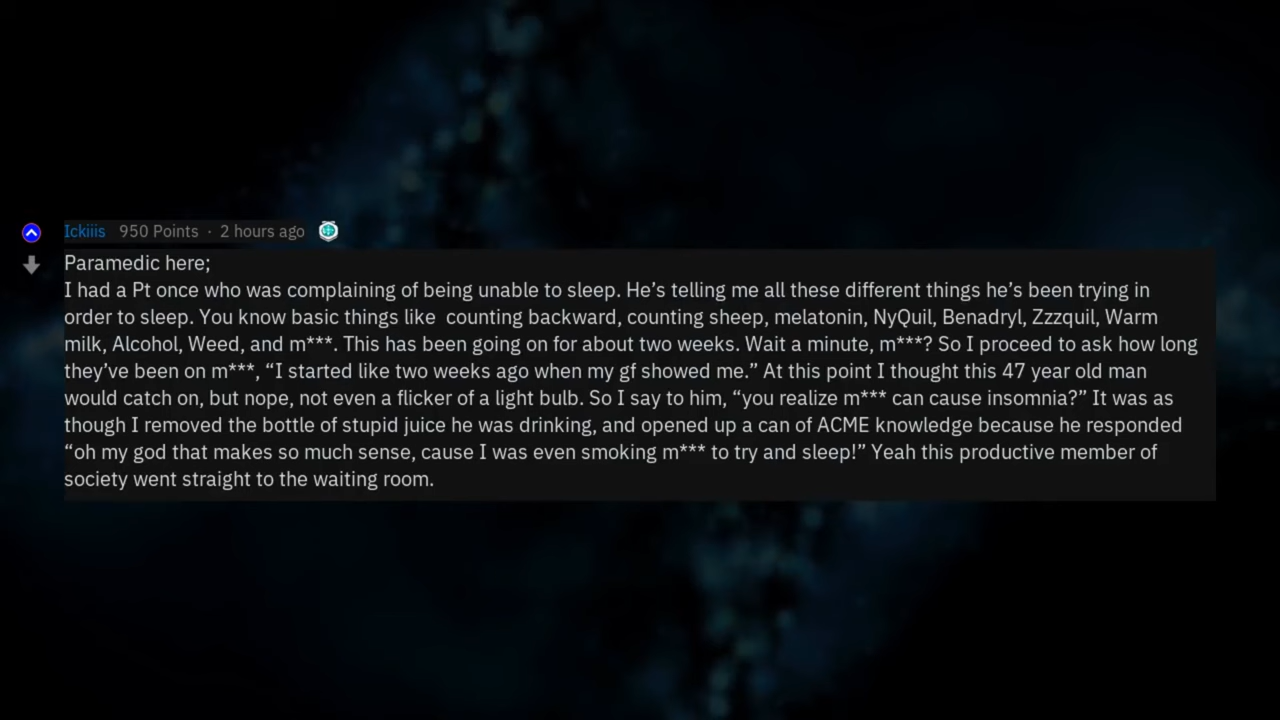 Ickiiis 950 Points · 2 hours ago
Paramedic here;
I had a Pt once who was complaining of being unable to sleep. He’s telling me all these different things he’s been trying in
order to sleep. You know basic things like  counting backward, counting sheep, melatonin, NyQuil, Benadryl, Zzzquil, Warm
milk, Alcohol, Weed, and m***. This has been going on for about two weeks. Wait a minute, m***? So I proceed to ask how long
they’ve been on m***, “I started like two weeks ago when my gf showed me.” At this point I thought this 47 year old man
would catch on, but nope, not even a flicker of a light bulb. So I say to him, “you realize m*** can cause insomnia?” It was as
though I removed the bottle of stupid juice he was drinking, and opened up a can of ACME knowledge because he responded
“oh my god that makes so much sense, cause I was even smoking m*** to try and sleep!” Yeah this productive member of
society went straight to the waiting room.